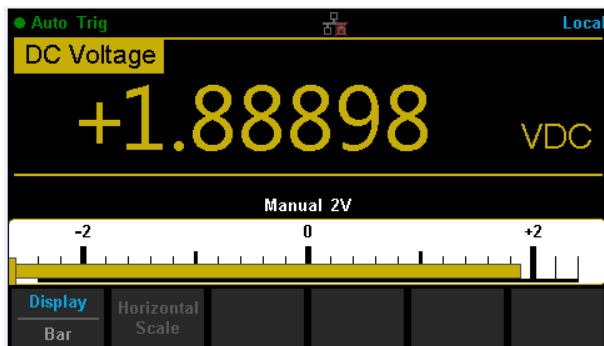 Auto Trig Local
DC Voltage
+1.88898 VDC
Manual 2V
-2 0 +2
Display Horizontal
Scale
Bar